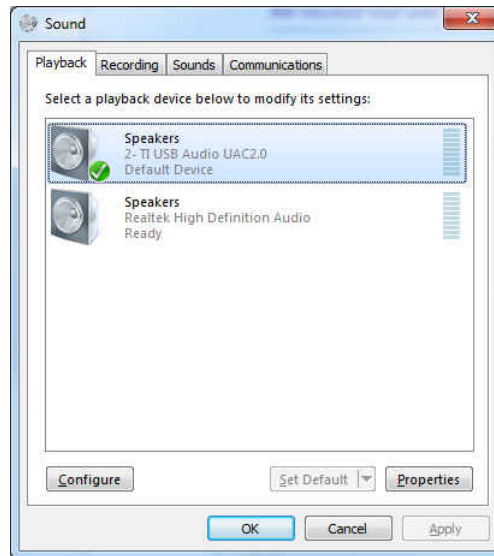 Sound
Playback Recording Sounds Communications
Select a playback device below to modify its settings:
Speakers
2- TI USB Audio UAC2.0
Default Device
Speakers
Realtek High Definition Audio
Ready
Configure Set Default Properties
OK Cancel Apply